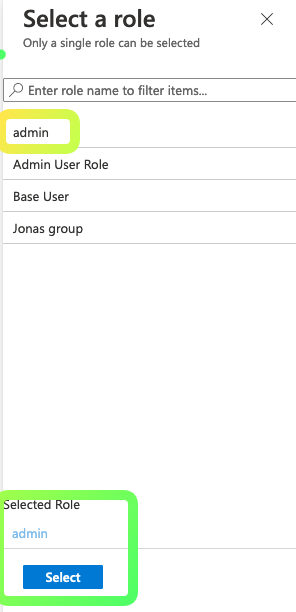 Select a role
Only a single role can be selected
Enter role name to filter items...
admin
Admin User Role
Base User
Jonas group
Selected Role
admin
Select